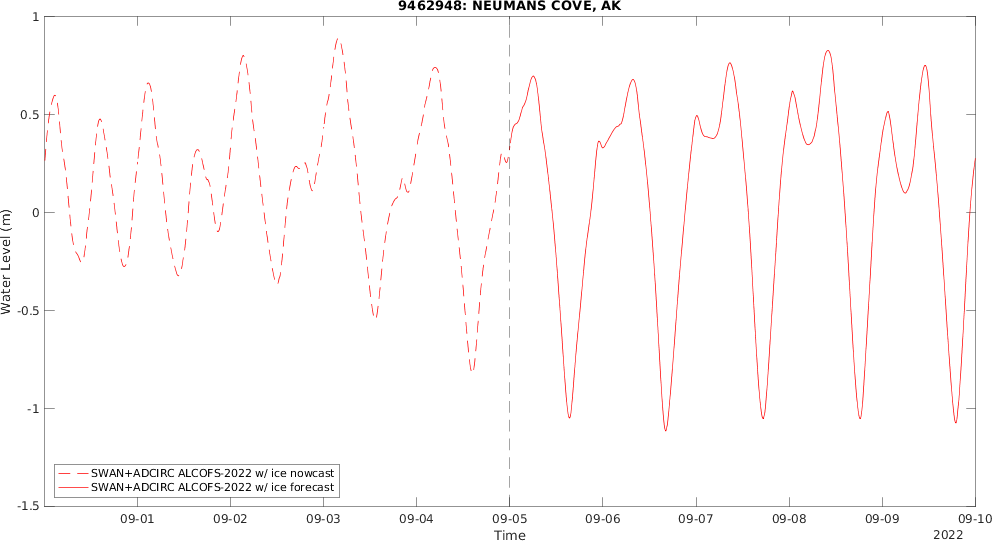 9462948: NEUMANS COVE, AK
1
0.5
0
-0.5
-1
-1.5
Water Level (m)
SWAN+ADCIRC ALCOFS-2022 w/ ice nowcast
SWAN+ADCIRC ALCOFS-2022 w/ ice forecast
09-01 09-02 09-03 09-04 09-05 09-06 09-07 09-08 09-09 09-10
Time
2022